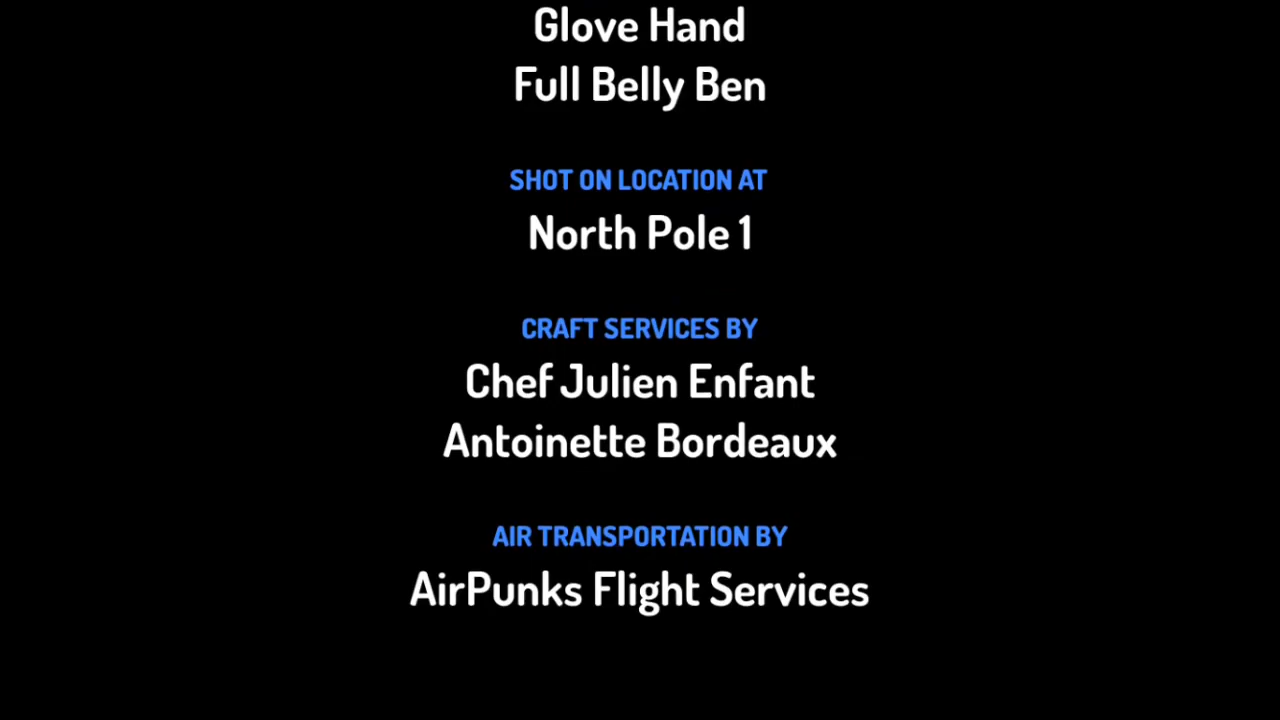 Glove Hand
Full Belly Ben
SHOT ON LOCATION AT
North Pole 1
CRAFT SERVICES BY
Chef Julien Enfant
Antoinette Bordeaux
AIR TRANSPORTATION BY
AirPunks Flight Services